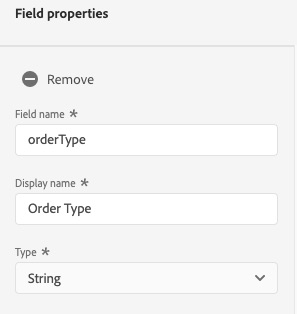 Field properties
Remove
Field name *
orderType
Display name *
Order Type
Type *
String